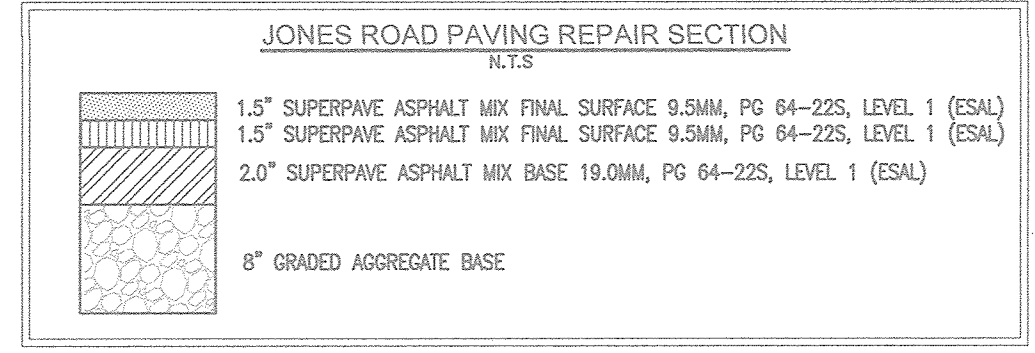 JONES ROAD PAVING REPAIR SECTION
N.T.S
1.5" SUPERPAVE ASPHALT MIX FINAL SURFACE 9.5MM, PG 64-22S, LEVEL 1 (ESAL)
1.5" SUPERPAVE ASPHALT MIX FINAL SURFACE 9.5MM, PG 64-22S, LEVEL 1 (ESAL)
2.0" SUPERPAVE ASPHALT MIX BASE 19.0MM, PG 64-22S, LEVEL 1 (ESAL)
8" GRADED AGGREGATE BASE